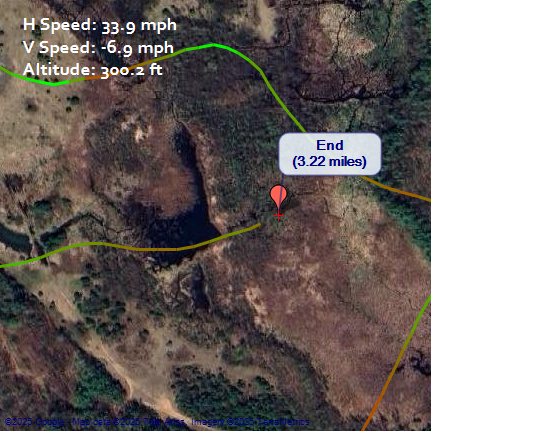 H Speed: 33.9 mph
V Speed: -6.9 mph
Altitude: 300.2 ft
End
(3.22 miles)